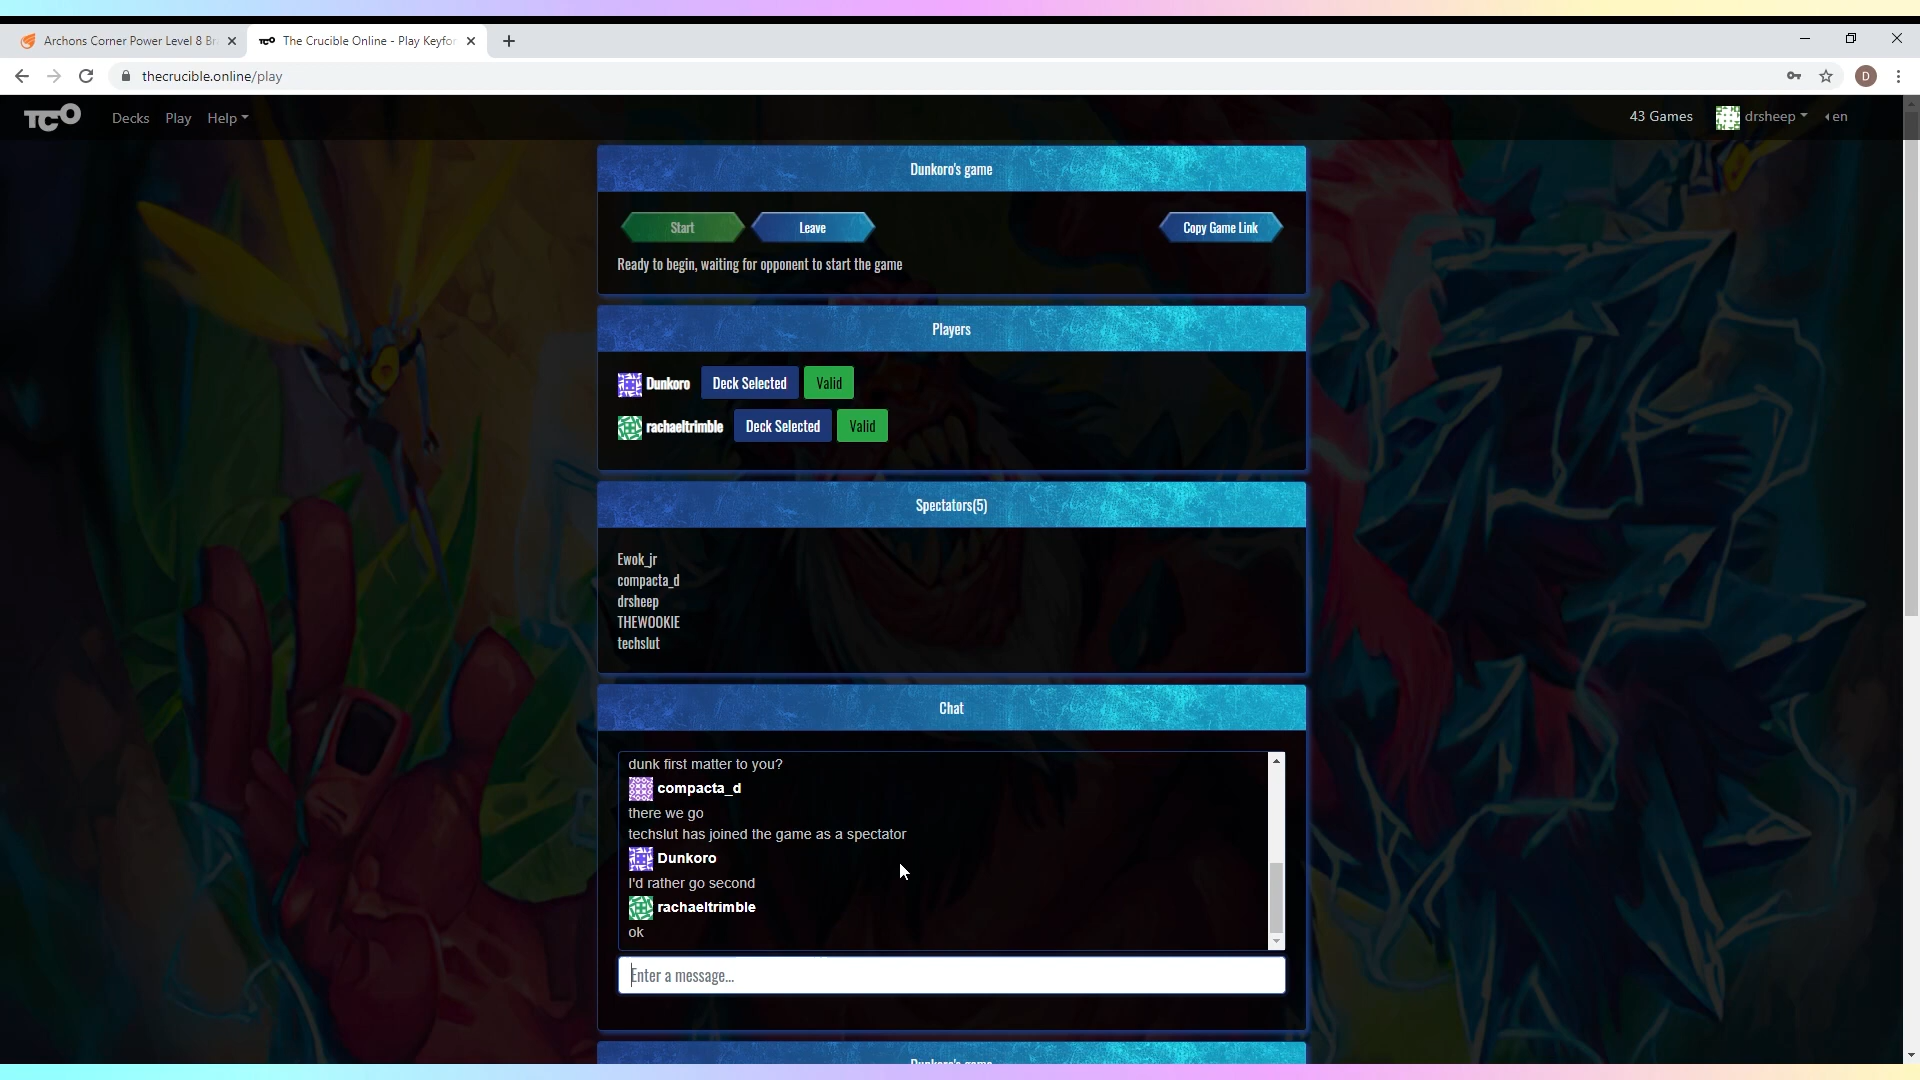 Archons Corner Power Level 8 Br
The Crucible Online - Play Keyfor
thecrucible.online/play
D
TCO
Decks
Play
Help
43 Games
drsheep
en
Dunkoro's game
Start
Leave
Copy Game Link
Ready to begin, waiting for opponent to start the game
Players
Dunkoro Deck Selected Valid
rachaeltrimble Deck Selected Valid
Spectators(5)
Ewok_jr
compacta_d
drsheep
THEWOOKIE
techslut
Chat
dunk first matter to you?
compacta_d
there we go
techslut has joined the game as a spectator
Dunkoro
I'd rather go second
rachaeltrimble
ok
Enter a message...
Dunkoro's game